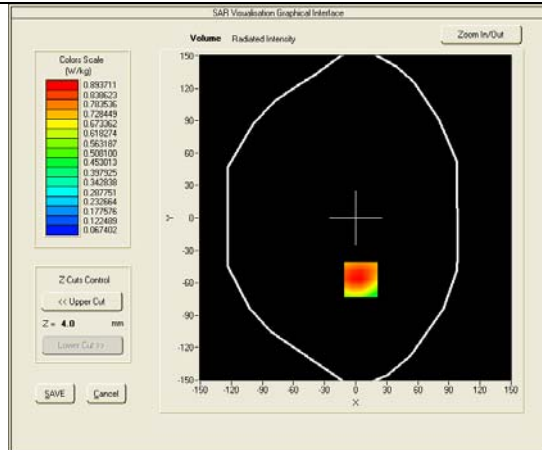 SAR Visualisation Graphical Interface
Volume Radiated Intensity
Zoom In/Out
Colors Scale
(W/kg)
0.893711
0.838623
0.783536
0.728449
0.673362
0.618274
0.563187
0.508100
0.453013
0.397925
0.342838
0.287751
0.232664
0.177576
0.122489
0.067402
Z-Cuts Control
<< Upper Cut
Z = 4.0 mm
Lower Cut >>
SAVE Cancel
150-
120-
90-
60-
30-
0-
-30-
-60-
-90-
-120-
-150-
Y
-150 -120 -90 -60 -30 0 30 60 90 120 150
X